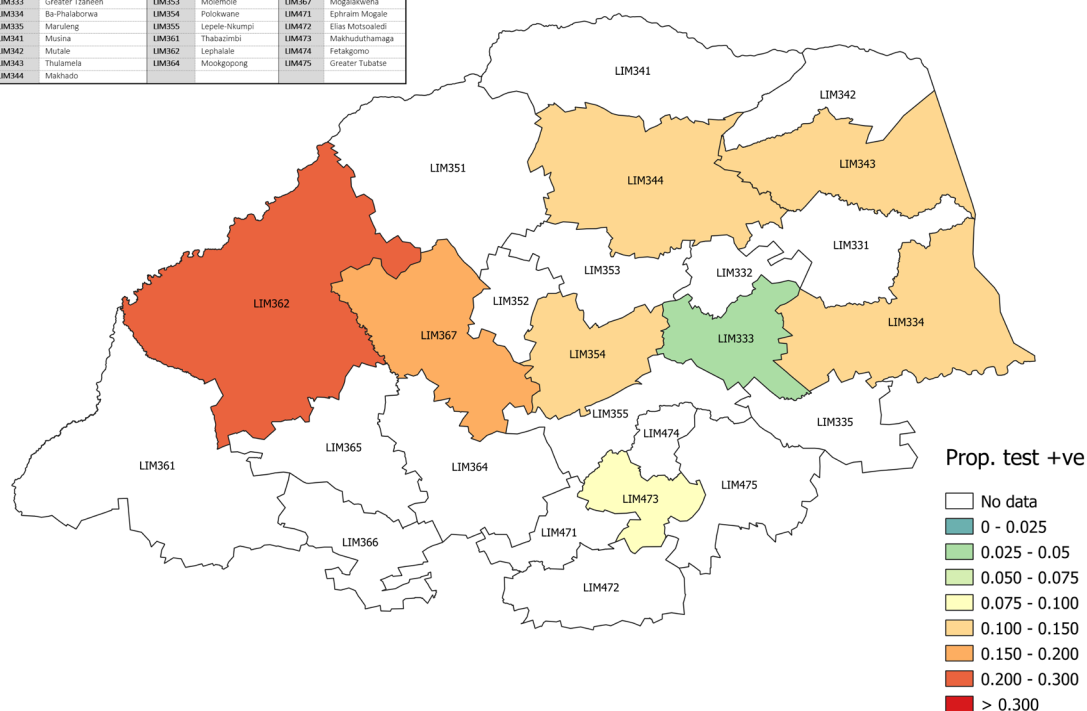 LIM333 Greater Tzaneen LIM353 Molemole LIM367 Mogalakwena
LIM334 Ba-Phalaborwa LIM354 Polokwane LIM471 Ephraim Mogale
LIM335 Maruleng LIM355 Lepele-Nkumpi LIM472 Elias Motsoaledi
LIM341 Musina LIM361 Thabazimbi LIM473 Makhuduthamaga
LIM342 Mutale LIM362 Lephalale LIM474 Fetakgomo
LIM343 Thulamela LIM364 Mookgopong LIM475 Greater Tubatse
LIM344 Makhado
LIM341
LIM342
LIM351
LIM344
LIM343
LIM331
LIM353
LIM332
LIM362
LIM352
LIM367
LIM354
LIM333
LIM334
LIM355
LIM335
LIM474
LIM365
LIM361
LIM364
LIM473
LIM475
LIM366
LIM471
LIM472
Prop. test +ve
No data
0 - 0.025
0.025 - 0.05
0.050 - 0.075
0.075 - 0.100
0.100 - 0.150
0.150 - 0.200
0.200 - 0.300
> 0.300